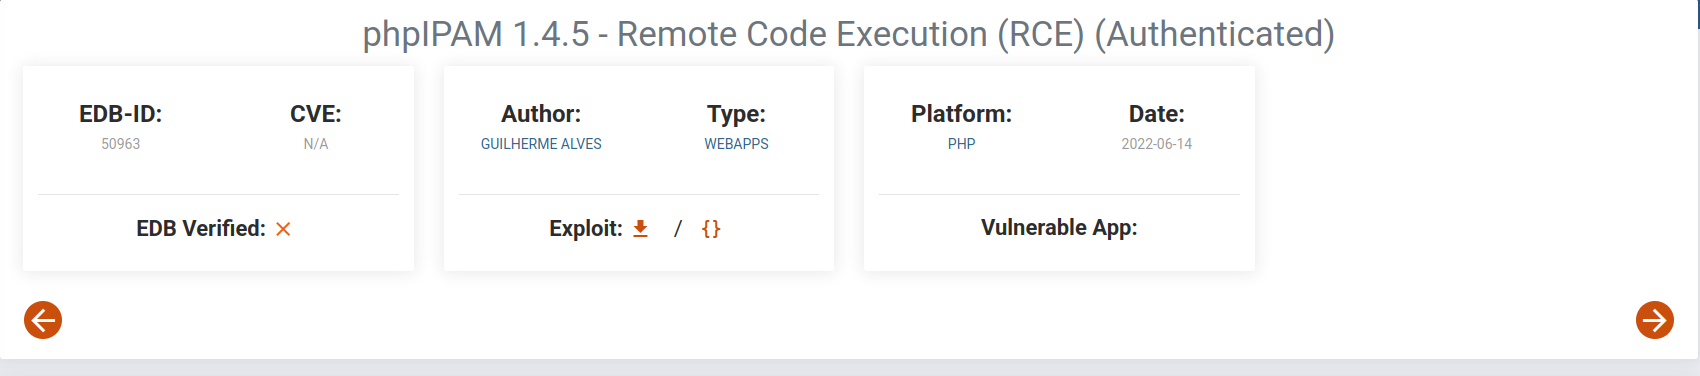 phpIPAM 1.4.5 - Remote Code Execution (RCE) (Authenticated)
EDB-ID:
50963
CVE:
N/A
EDB Verified:
Author:
GUILHERME ALVES
Type:
WEBAPPS
Exploit: / {}
Platform:
PHP
Date:
2022-06-14
Vulnerable App: